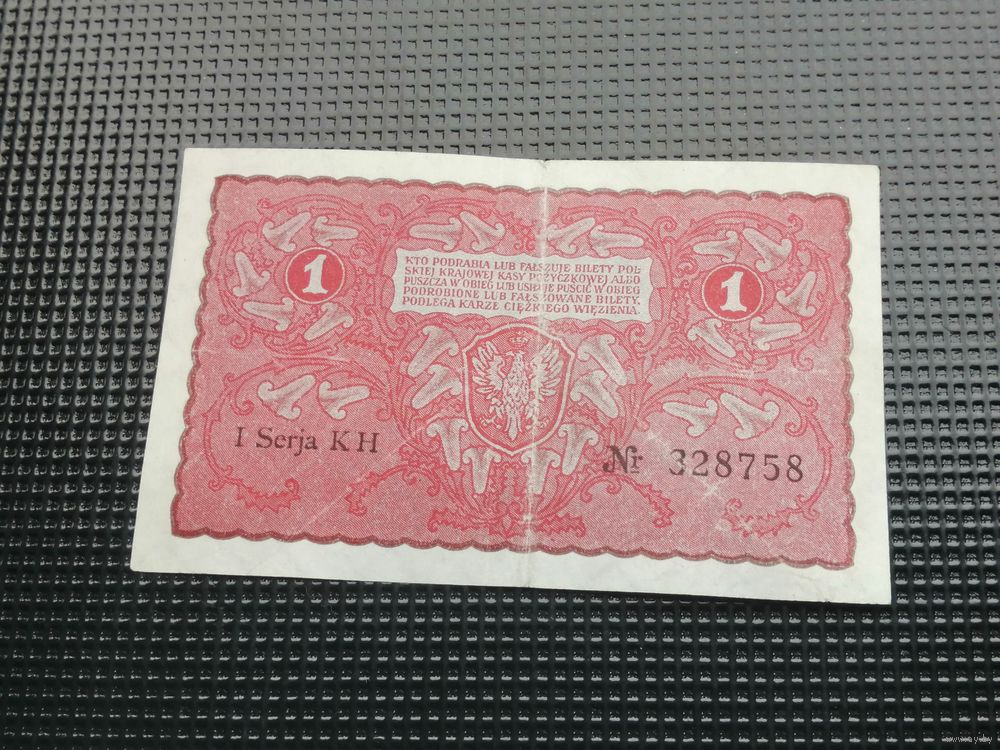 KTO PODRABIA LUB FAŁSZUJE BILETY POL-
SKIEJ KRAJOWEJ KASY POŻYCZKOWEJ ALBO
PUSZCZA W OBIEG LUB USIŁUJE PUŚCIĆ W OBIEG
PODROBIONE LUB FAŁSZOWANE BILETY,
PODLEGA KARZE CIĘŻKIEGO WIĘZIENIA.
1
1
I Serja K H
№ 328758